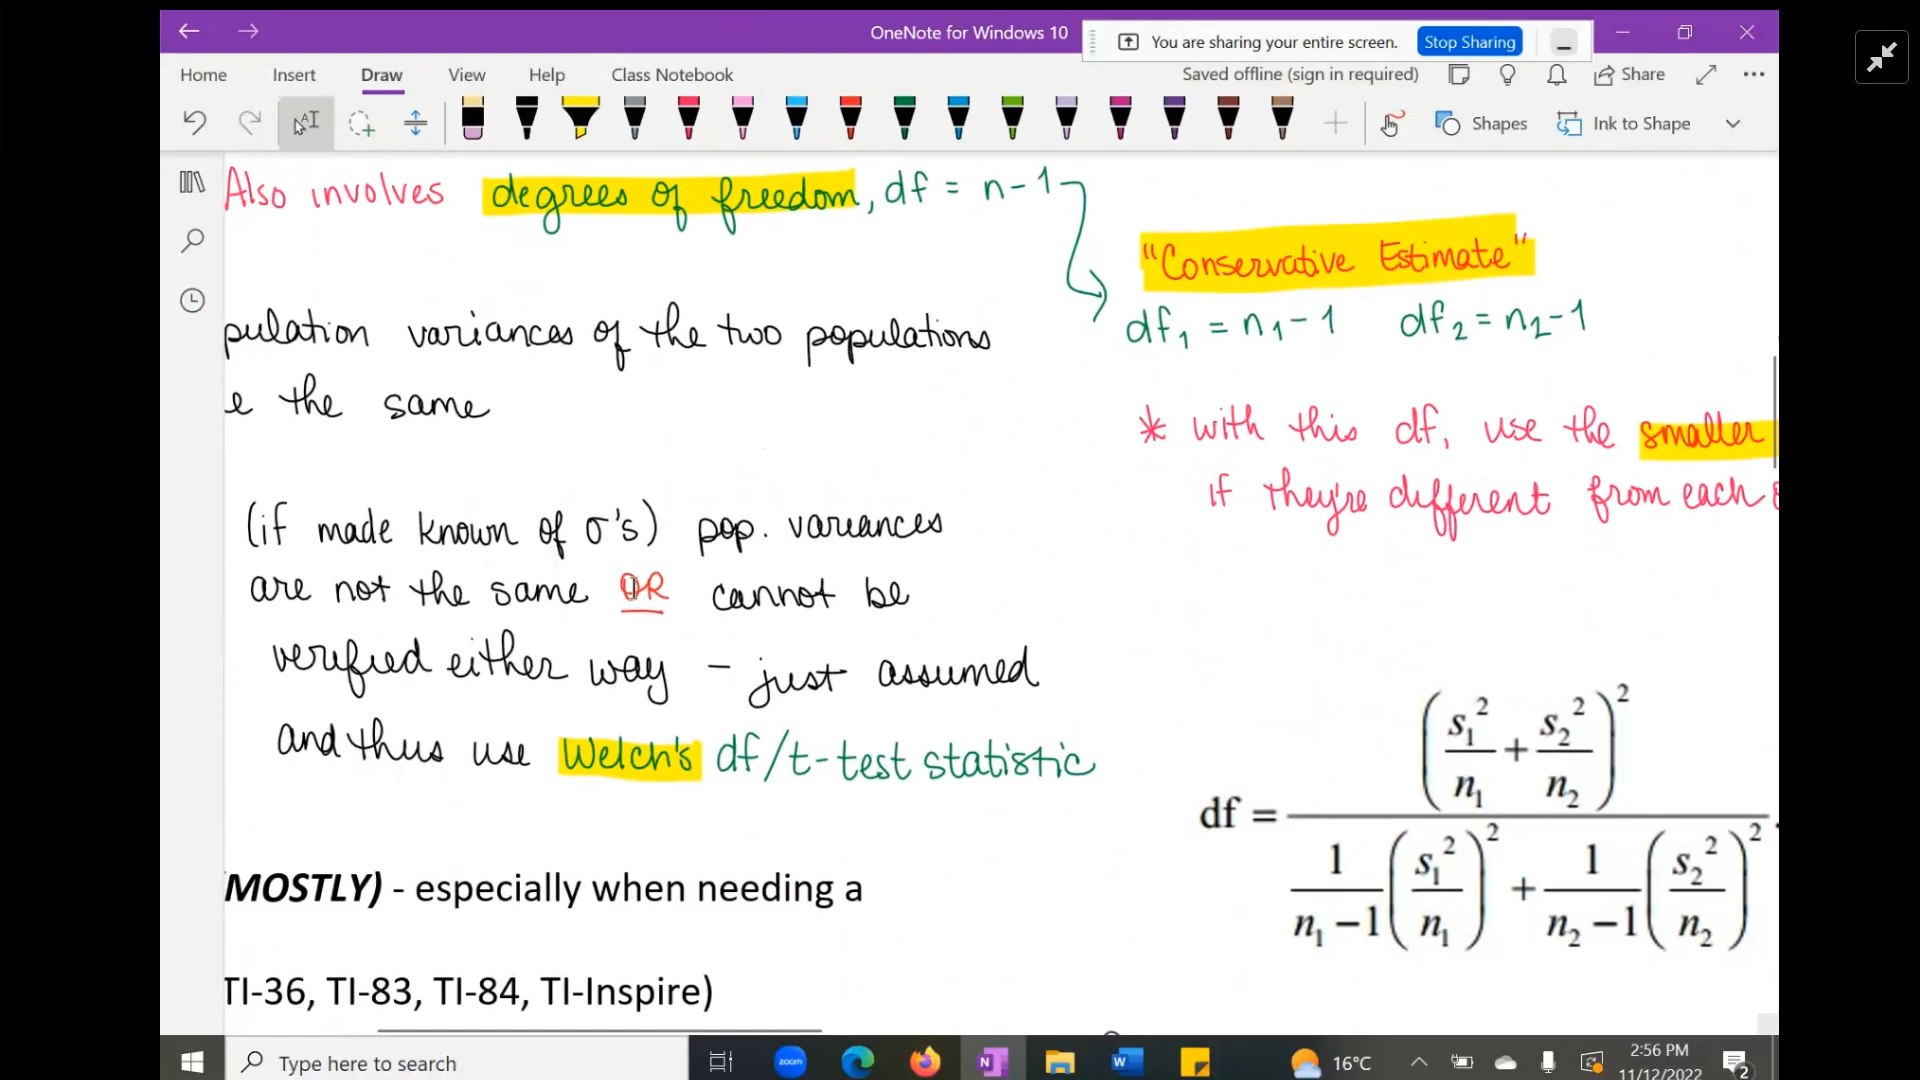 OneNote for Windows 10
You are sharing your entire screen.
Stop Sharing
Home Insert Draw View Help Class Notebook
Saved offline (sign in required)
Share
Shapes
Ink to Shape
Also involves degrees of freedom, df = n-1
"Conservative Estimate"
df₁ = n₁-1 df₂ = n₂-1
pulation variances of the two populations
e the same
* with this df, use the smaller
if they're different from each
(if made known of σ's) pop. variances
are not the same OR cannot be
verified either way - just assumed
and thus use Welch's df/t-test statistic
df = (s₁²/n₁ + s₂²/n₂)² / (1/(n₁-1) (s₁²/n₁)² + 1/(n₂-1) (s₂²/n₂)²).
MOSTLY) - especially when needing a
TI-36, TI-83, TI-84, TI-Inspire)
Type here to search
zoom
N
W
16°C
2:56 PM
11/12/2022
2